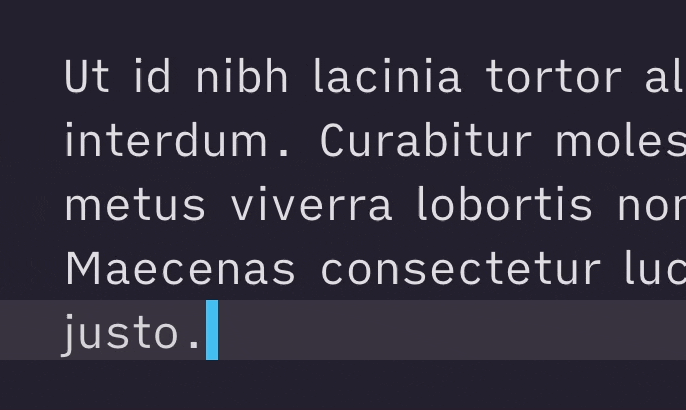 Ut id nibh lacinia tortor al
interdum. Curabitur moles
metus viverra lobortis nor
Maecenas consectetur luc
justo.